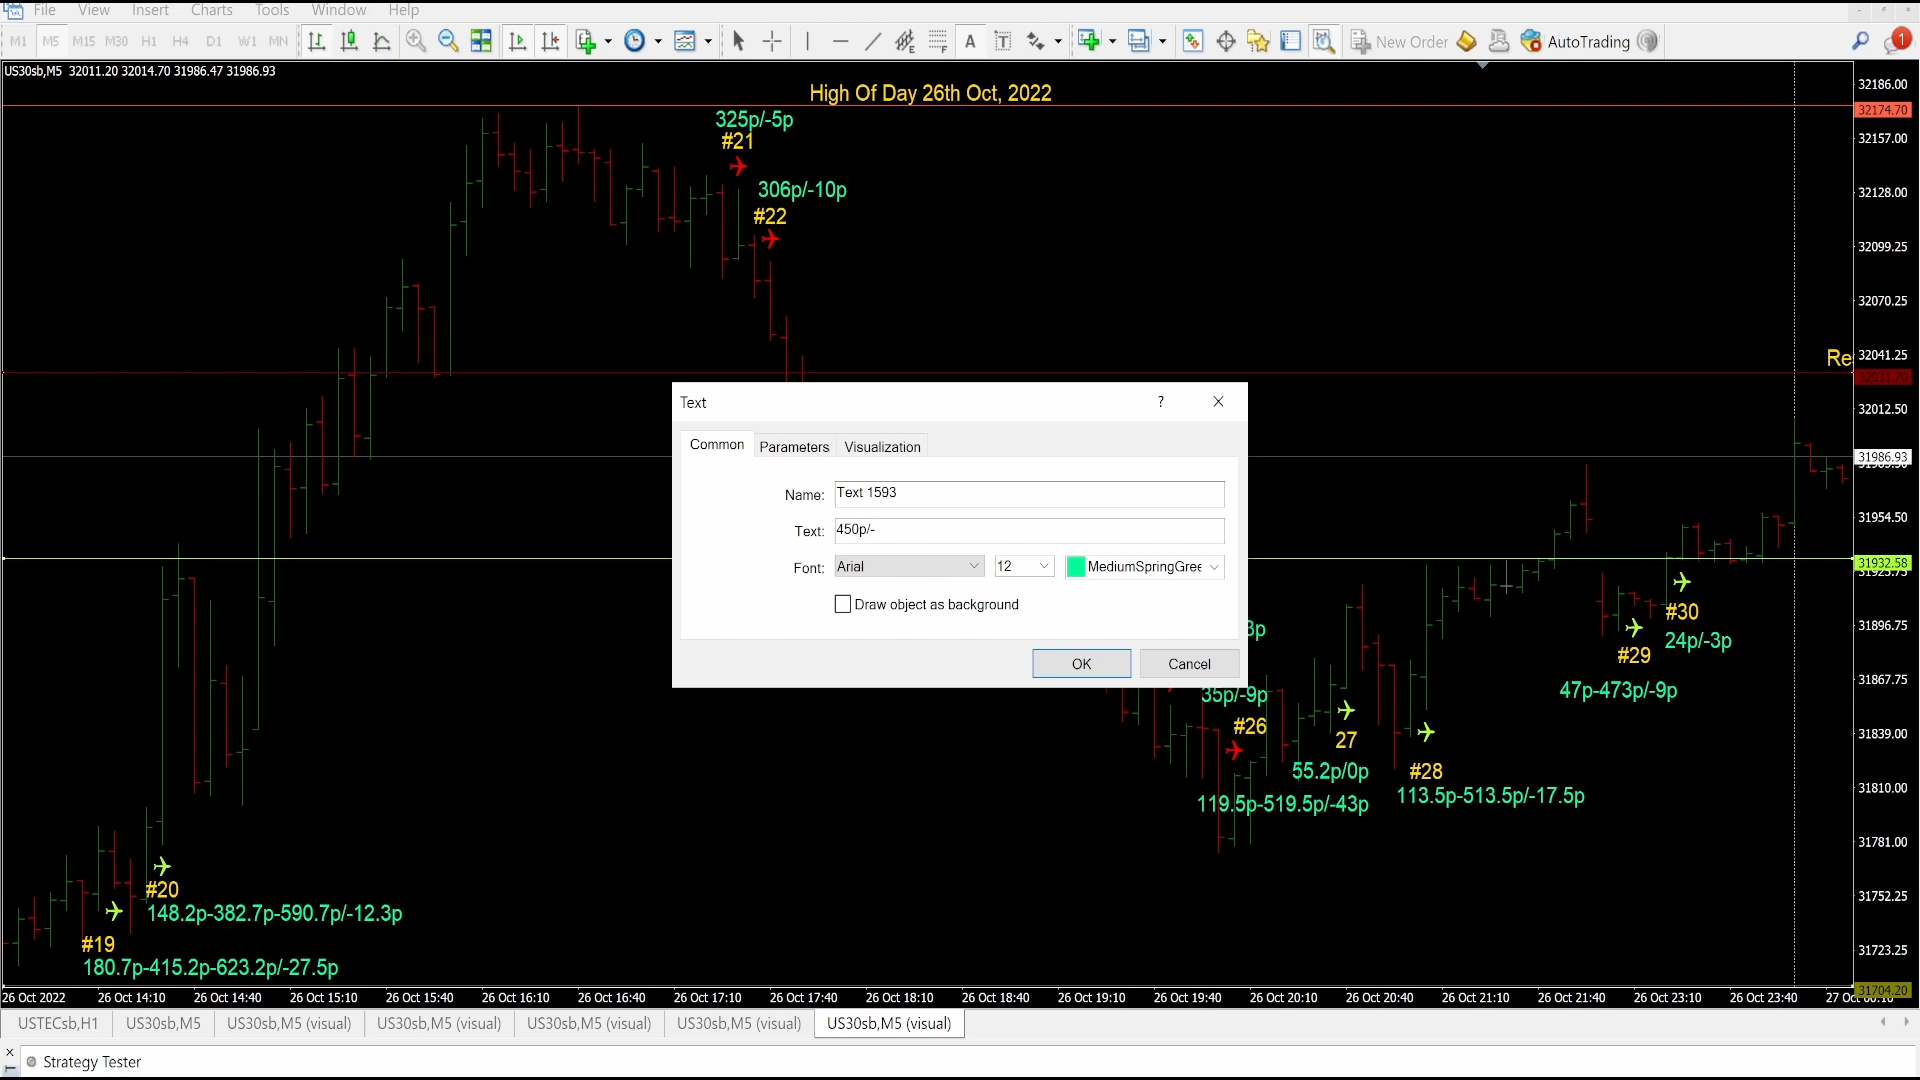 File View Insert Charts Tools Window Help
M1 M5 M15 M30 H1 H4 D1 W1 MN A T New Order AutoTrading 1
US30sb,M5 32011.20 32014.70 31986.47 31986.93
High Of Day 26th Oct, 2022
325p/-5p
#21
306p/-10p
#22
Re
Text ?
Common Parameters Visualization
Name: Text 1593
Text: 450p/-
Font: Arial 12 MediumSpringGree
Draw object as background
OK Cancel
3p
35p/-9p
#26
27
55.2p/0p
119.5p-519.5p/-43p
#28
113.5p-513.5p/-17.5p
#30
24p/-3p
#29
47p-473p/-9p
#20
148.2p-382.7p-590.7p/-12.3p
#19
180.7p-415.2p-623.2p/-27.5p
32186.00
32174.70
32157.00
32128.00
32099.25
32070.25
32041.25
32012.50
31986.93
31954.50
31932.58
31896.75
31867.75
31839.00
31810.00
31781.00
31752.25
31723.25
31704.20
26 Oct 2022 26 Oct 14:10 26 Oct 14:40 26 Oct 15:10 26 Oct 15:40 26 Oct 16:10 26 Oct 16:40 26 Oct 17:10 26 Oct 17:40 26 Oct 18:10 26 Oct 18:40 26 Oct 19:10 26 Oct 19:40 26 Oct 20:10 26 Oct 20:40 26 Oct 21:10 26 Oct 21:40 26 Oct 23:10 26 Oct 23:40 27 O
USTECsb,H1 US30sb,M5 US30sb,M5 (visual) US30sb,M5 (visual) US30sb,M5 (visual) US30sb,M5 (visual) US30sb,M5 (visual)
Strategy Tester